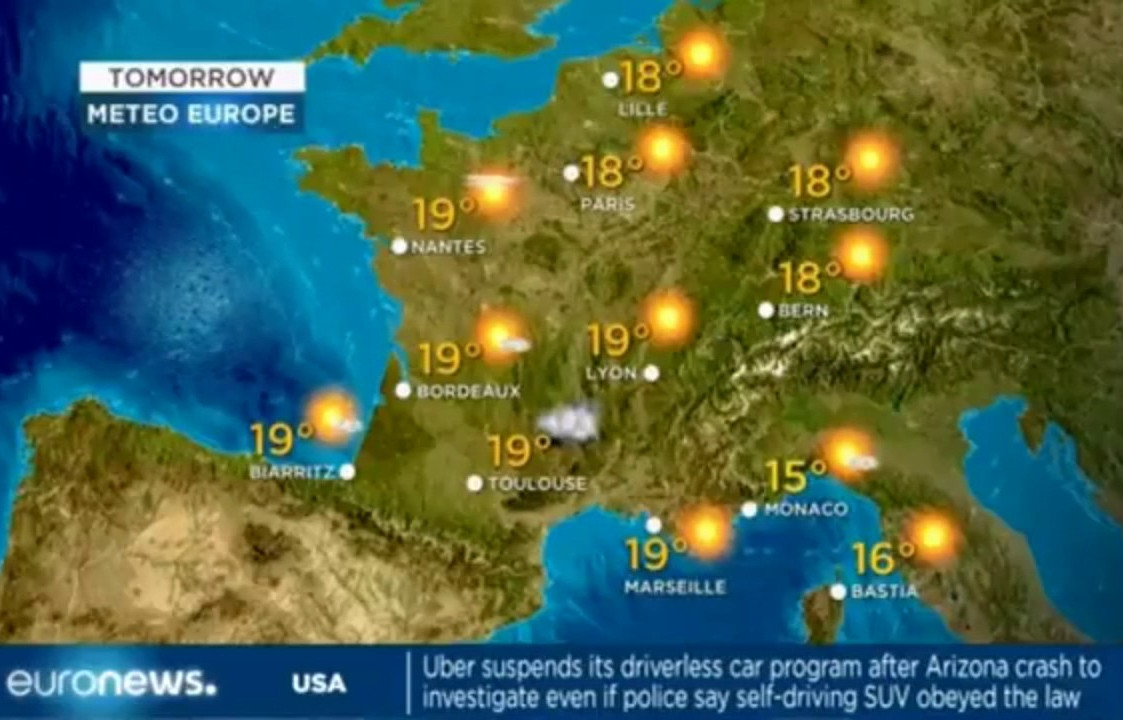 TOMORROW
METEO EUROPE
18°
LILLE
18°
PARIS
18°
STRASBOURG
19°
NANTES
18°
BERN
19°
LYON
19°
BORDEAUX
19°
BIARRITZ
19°
TOULOUSE
15°
MONACO
19°
MARSEILLE
16°
BASTIA
euronews.
USA
Uber suspends its driverless car program after Arizona crash to
investigate even if police say self-driving SUV obeyed the law